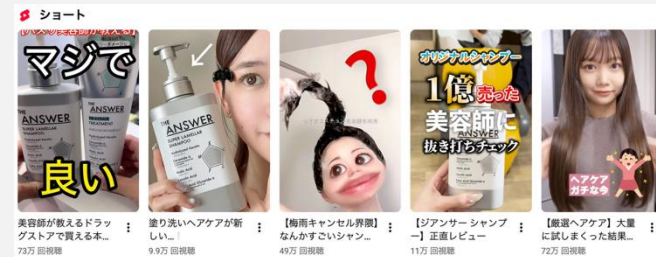 ショート
マジで
良い
THE
ANSWER
SUPER LAMELLAR
SHAMPOO
THE
ANSWER
SUPER LAMELLAR
SHAMPOO
?
オリジナルシャンプー
1億売った
美容師に
ANSWER
抜き打ちチェック
ヘアケア
ガチな今
美容師が教えるドラッ
グストアで買える本...
73万 回視聴
塗り洗いヘアケアが新
しい...
9.9万 回視聴
【梅雨キャンセル界隈】
なんかすごいシャン...
49万 回視聴
【ジアンサー シャンプ
ー】正直レビュー
11万 回視聴
【厳選ヘアケア】大量
に試しまくった結果...
72万 回視聴